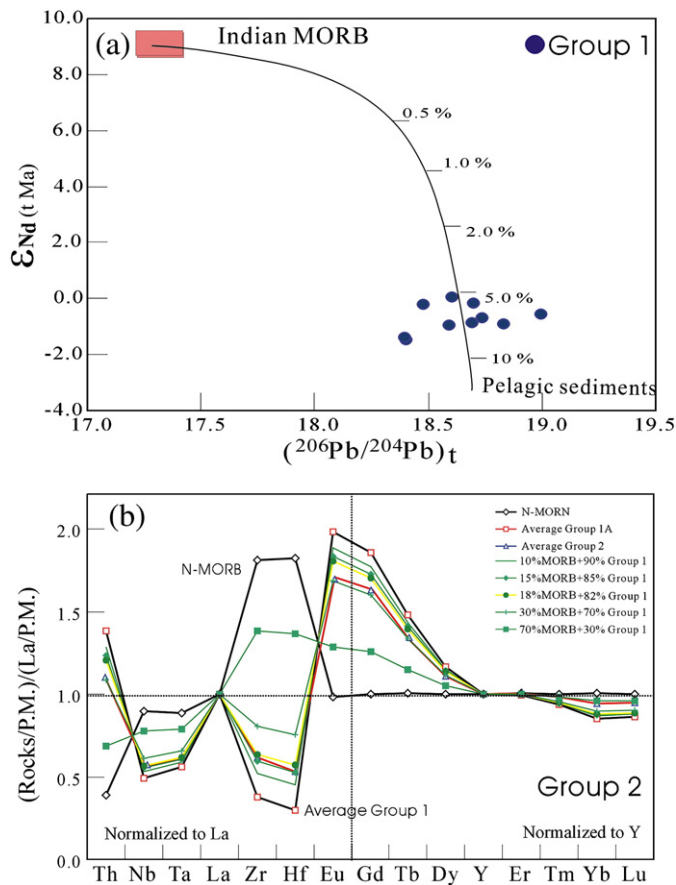 (a)
Indian MORB
Group 1
10.0
8.0
6.0
4.0
2.0
0.0
-2.0
-4.0
εNd (t Ma)
0.5 %
1.0 %
2.0 %
5.0 %
10 %
Pelagic sediments
17.0 17.5 18.0 18.5 19.0 19.5
(206Pb/204Pb)t
(b)
N-MORN
Average Group 1A
Average Group 2
10%MORB+90% Group 1
15%MORB+85% Group 1
18%MORB+82% Group 1
30%MORB+70% Group 1
70%MORB+30% Group 1
N-MORB
2.0
1.5
1.0
0.5
0.0
(Rocks/P.M.)/(La/P.M.)
Average Group 1
Group 2
Normalized to La
Normalized to Y
Th Nb Ta La Zr Hf Eu Gd Tb Dy Y Er Tm Yb Lu